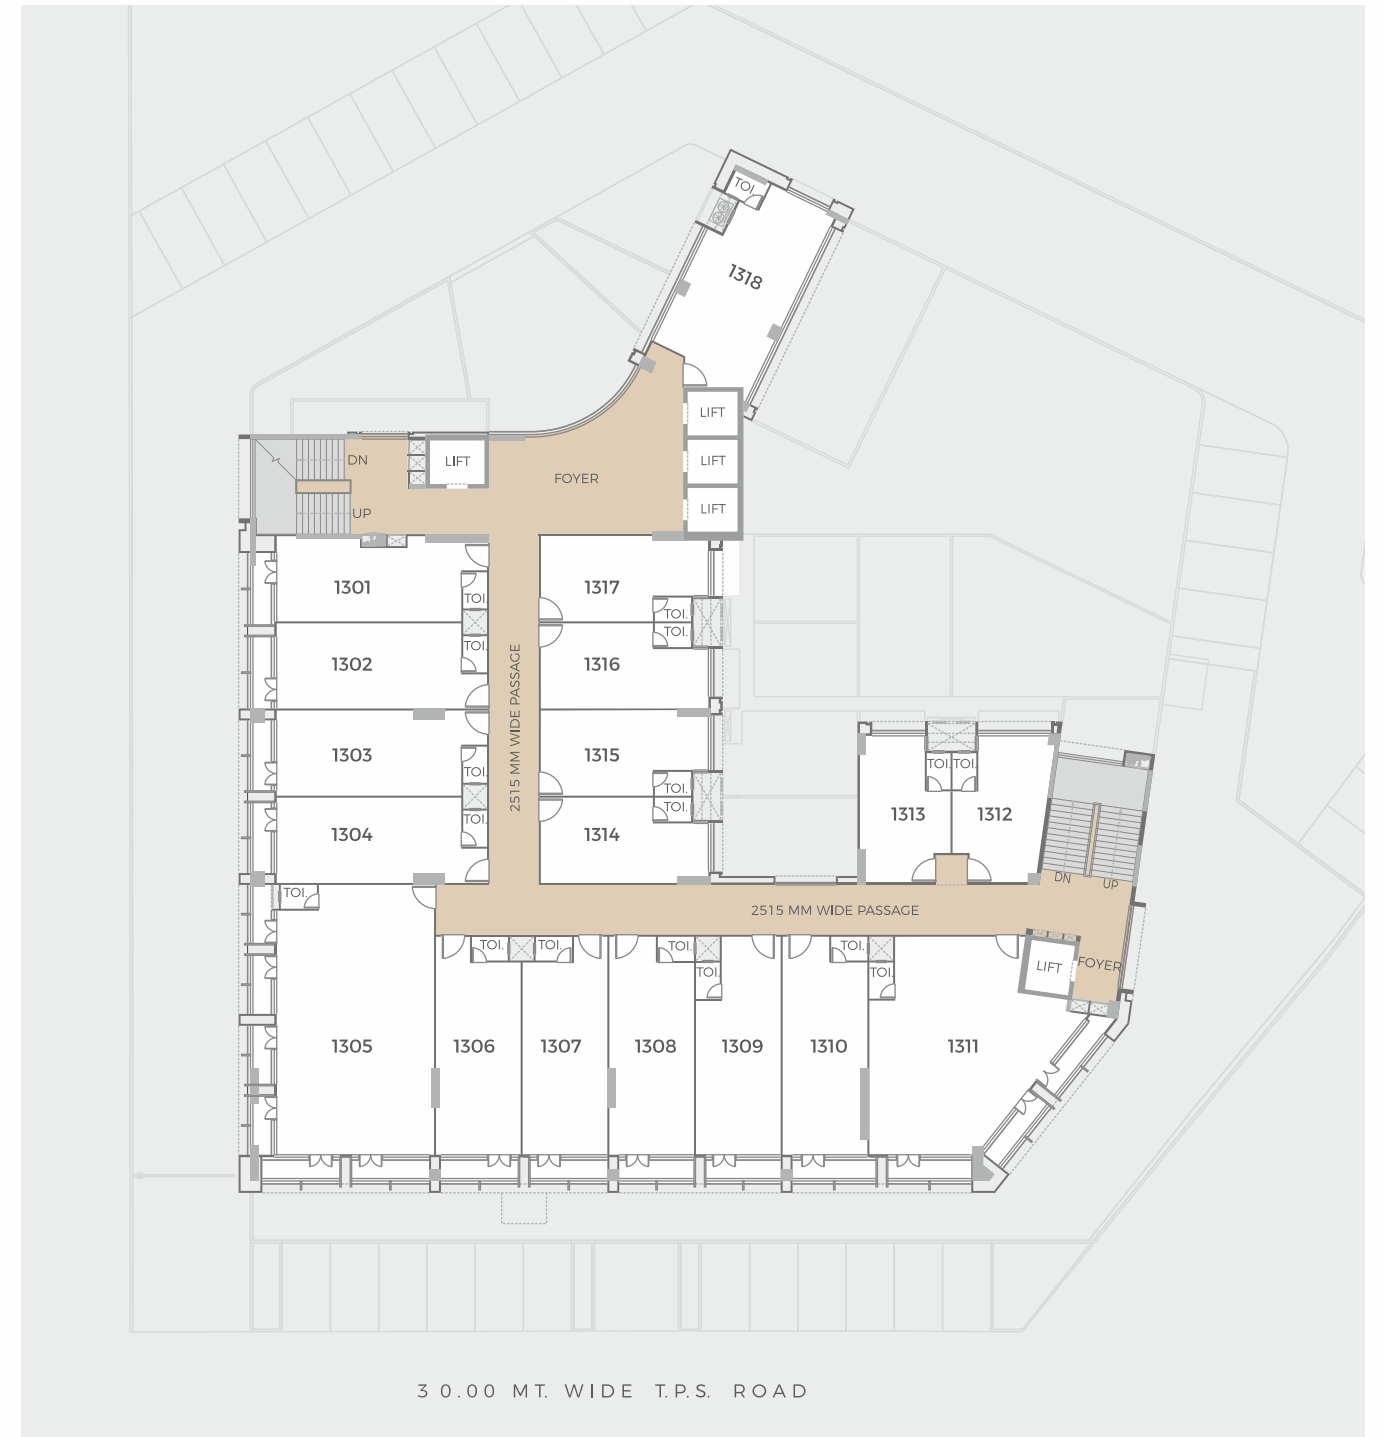 TOI.
1318
LIFT
LIFT
LIFT
DN
LIFT
FOYER
UP
1301
TOI.
1317
TOI.
TOI.
1302
TOI.
1316
2515 MM WIDE PASSAGE
1303
TOI.
1315
TOI.
TOI.
1304
TOI.
1314
TOI.
TOI.
1313
1312
DN
UP
TOI.
2515 MM WIDE PASSAGE
TOI.
TOI.
TOI.
TOI.
TOI.
TOI.
LIFT
FOYER
1305
1306
1307
1308
1309
1310
1311
30.00 MT. WIDE T.P.S. ROAD